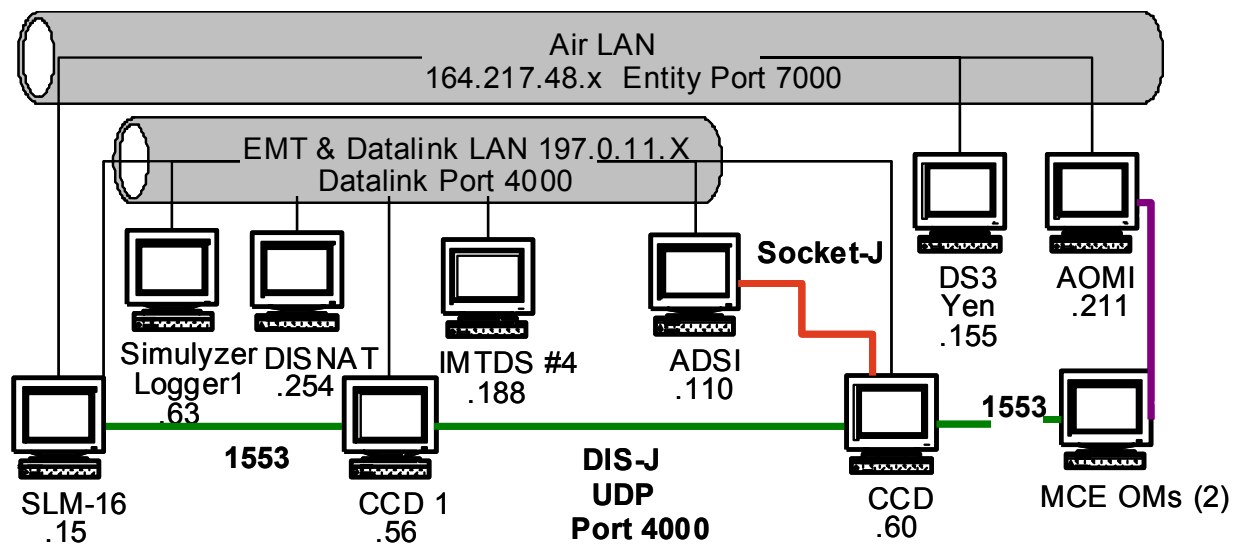 Air LAN
164.217.48.x Entity Port 7000
EMT & Datalink LAN 197.0.11.X
Datalink Port 4000
Simulyzer
Logger1
.63
DISNAT
.254
IMTDS #4
.188
ADSI
.110
Socket-J
DS3
Yen
.155
AOMI
.211
SLM-16
.15
1553
CCD 1
.56
DIS-J
UDP
Port 4000
CCD
.60
1553
MCE OMs (2)